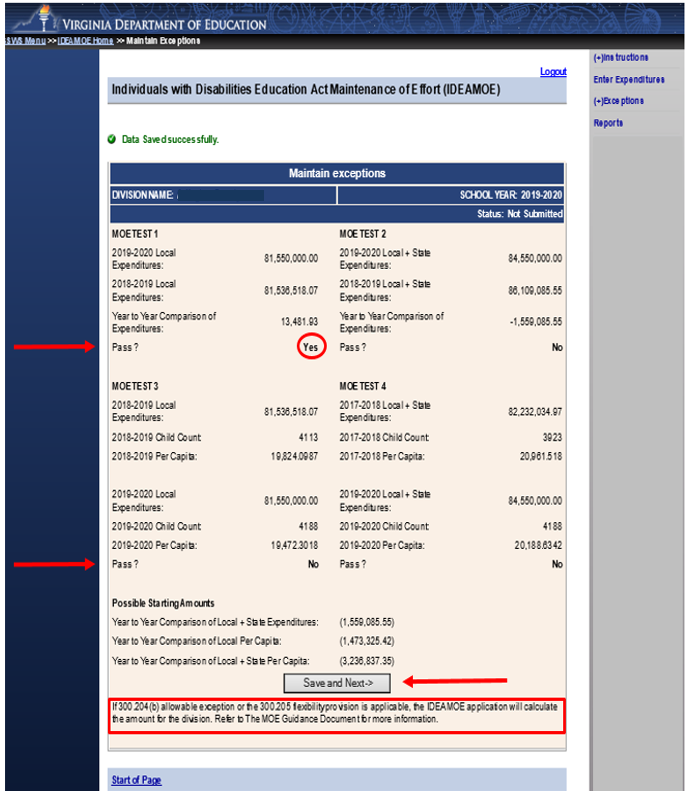 VIRGINIA DEPARTMENT OF EDUCATION
SWS Menu >> IDEAMOE Home >> Maintain Exceptions
(+)Instructions
Enter Expenditures
(+)Exceptions
Reports
Logout
Individuals with Disabilities Education Act Maintenance of Effort (IDEAMOE)
Data Saved successfully.
Maintain exceptions
DIVISION NAME: SCHOOL YEAR: 2019-2020
Status: Not Submitted
MOE TEST 1 MOE TEST 2
2019-2020 Local Expenditures: 81,550,000.00 2019-2020 Local + State Expenditures: 84,550,000.00
2018-2019 Local Expenditures: 81,536,518.07 2018-2019 Local + State Expenditures: 86,109,085.55
Year to Year Comparison of Expenditures: 13,481.93 Year to Year Comparison of Expenditures: -1,559,085.55
Pass ? Yes Pass ? No
MOE TEST 3 MOE TEST 4
2018-2019 Local Expenditures: 81,536,518.07 2017-2018 Local + State Expenditures: 82,232,034.97
2018-2019 Child Count: 4113 2017-2018 Child Count: 3923
2018-2019 Per Capita: 19,824.0987 2017-2018 Per Capita: 20,961.518
2019-2020 Local Expenditures: 81,550,000.00 2019-2020 Local + State Expenditures: 84,550,000.00
2019-2020 Child Count: 4188 2019-2020 Child Count: 4188
2019-2020 Per Capita: 19,472.3018 2019-2020 Per Capita: 20,188.6342
Pass ? No Pass ? No
Possible Starting Amounts
Year to Year Comparison of Local + State Expenditures: (1,559,085.55)
Year to Year Comparison of Local Per Capita: (1,473,325.42)
Year to Year Comparison of Local + State Per Capita: (3,236,837.35)
Save and Next->
If 300.204(b) allowable exception or the 300.205 flexibility provision is applicable, the IDEAMOE application will calculate
the amount for the division. Refer to The MOE Guidance Document for more information.
Start of Page